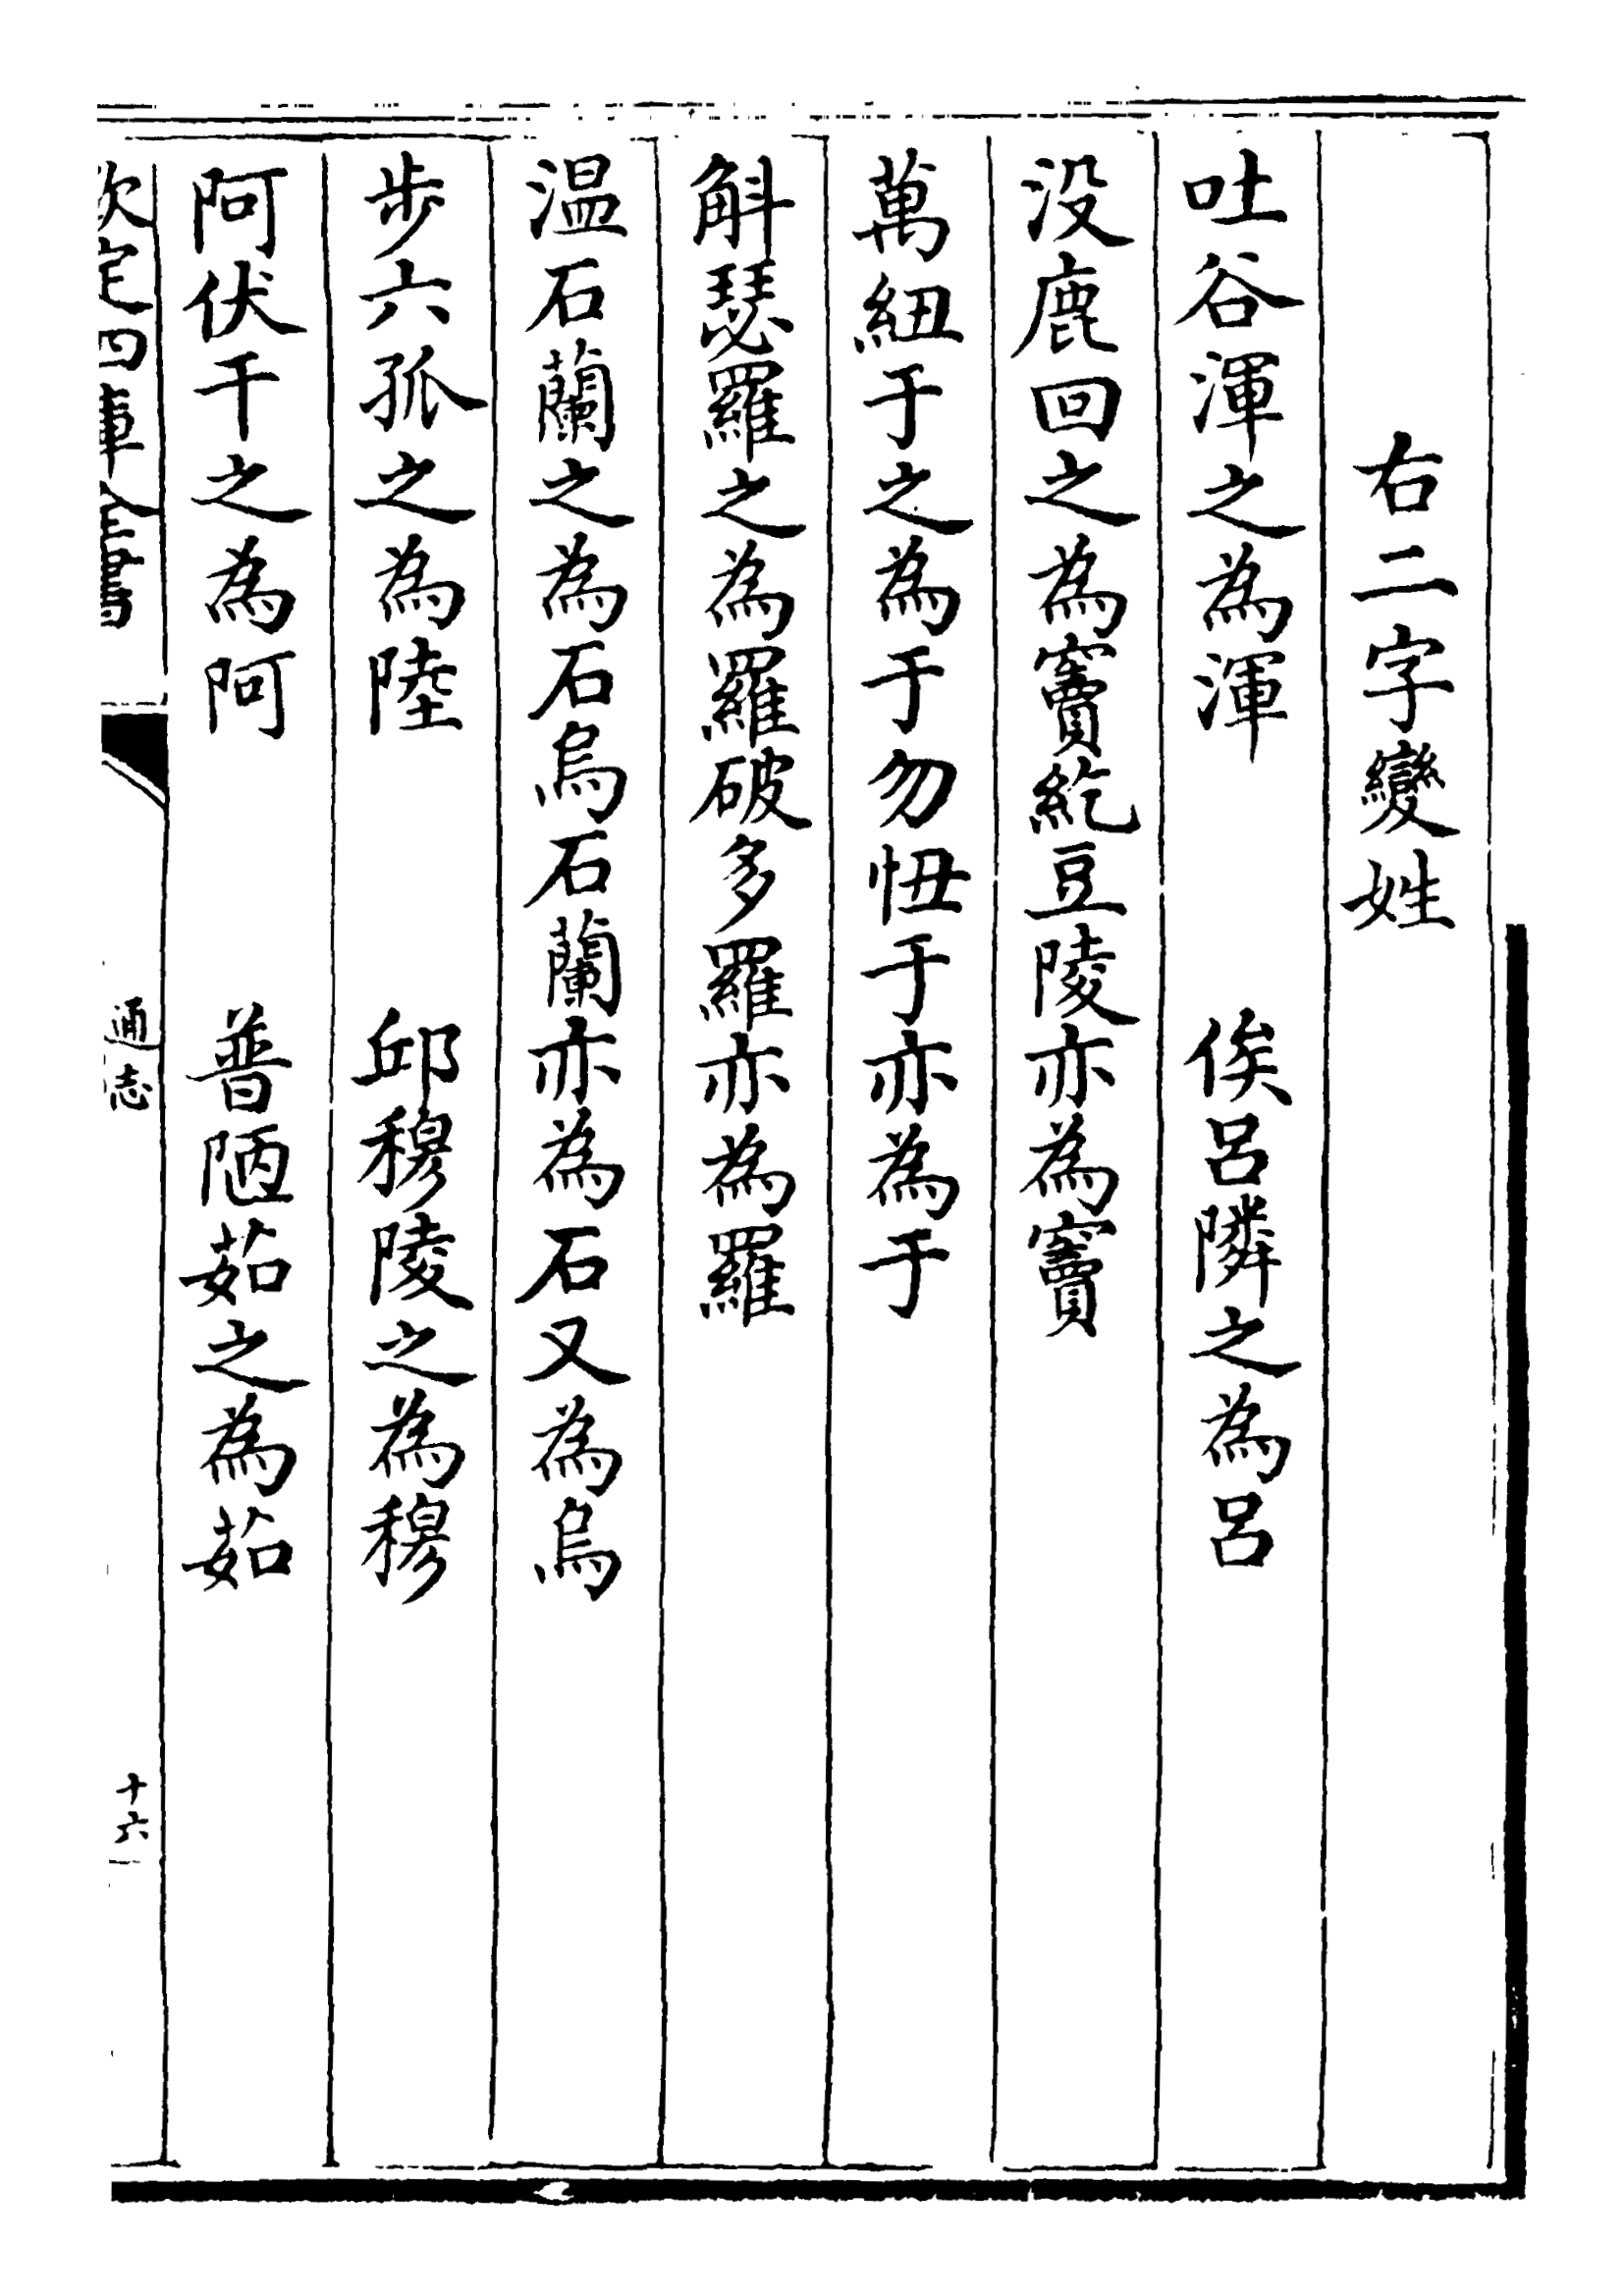 右二字變姓
吐谷渾之為渾　俟呂隣之為呂
没鹿回之為竇紇豆陵亦為竇
萬紐于之為于勿忸于亦為于
斛瑟羅之為羅破多羅亦為羅
温石蘭之為石烏石蘭亦為石又為烏
步六孤之為陸　邱穆陵之為穆
阿伏干之為阿　普陋茹之為茹
欽定四庫全書
通志
十六